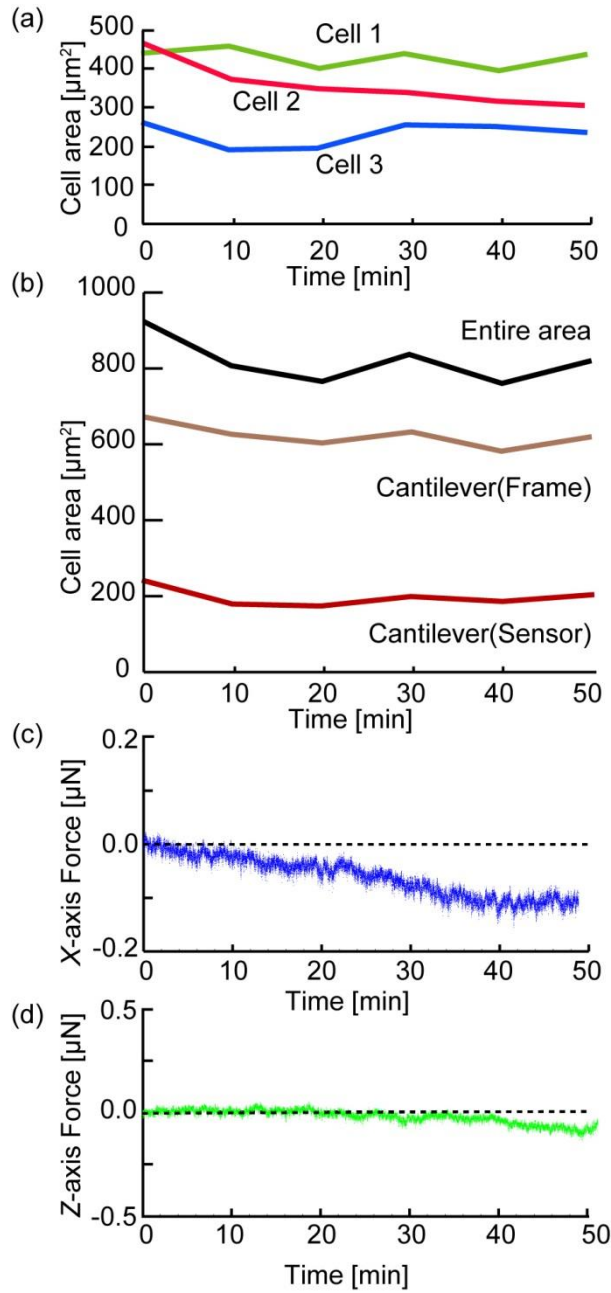 (a)
Cell area [µm²]
500
400
300
200
100
0
Cell 1
Cell 2
Cell 3
0 10 20 30 40 50
Time [min]
(b)
Cell area [µm²]
1000
800
600
400
200
0
Entire area
Cantilever(Frame)
Cantilever(Sensor)
0 10 20 30 40 50
Time [min]
(c)
X-axis Force [µN]
0.2
0.0
-0.2
0 10 20 30 40 50
Time [min]
(d)
Z-axis Force [µN]
0.5
0.0
-0.5
0 10 20 30 40 50
Time [min]